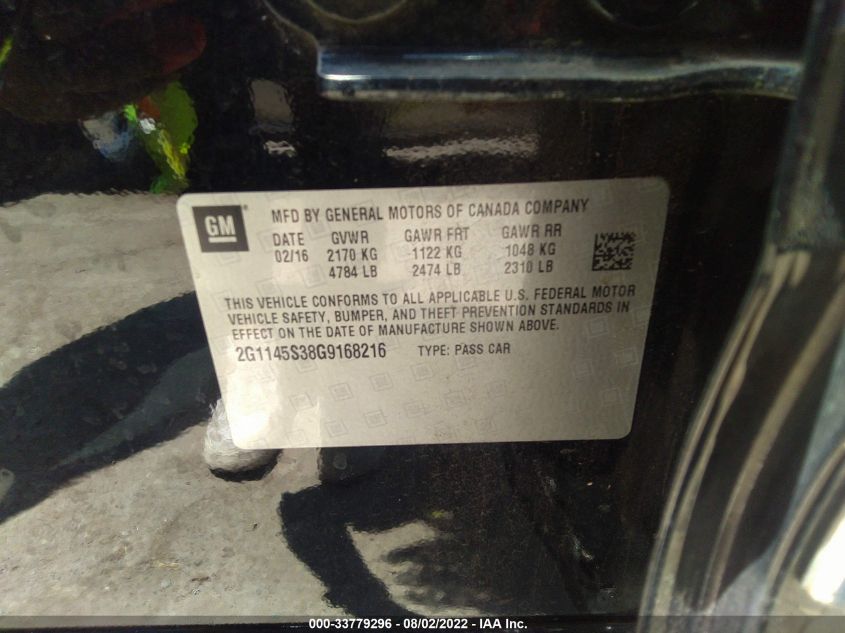 GM
MFD BY GENERAL MOTORS OF CANADA COMPANY
DATE GVWR GAWR FRT GAWR RR
02/16 2170 KG 1122 KG 1048 KG
4784 LB 2474 LB 2310 LB
THIS VEHICLE CONFORMS TO ALL APPLICABLE U.S. FEDERAL MOTOR
VEHICLE SAFETY, BUMPER, AND THEFT PREVENTION STANDARDS IN
EFFECT ON THE DATE OF MANUFACTURE SHOWN ABOVE.
2G1145S38G9168216 TYPE: PASS CAR
000-33779296 - 08/02/2022 - IAA Inc.